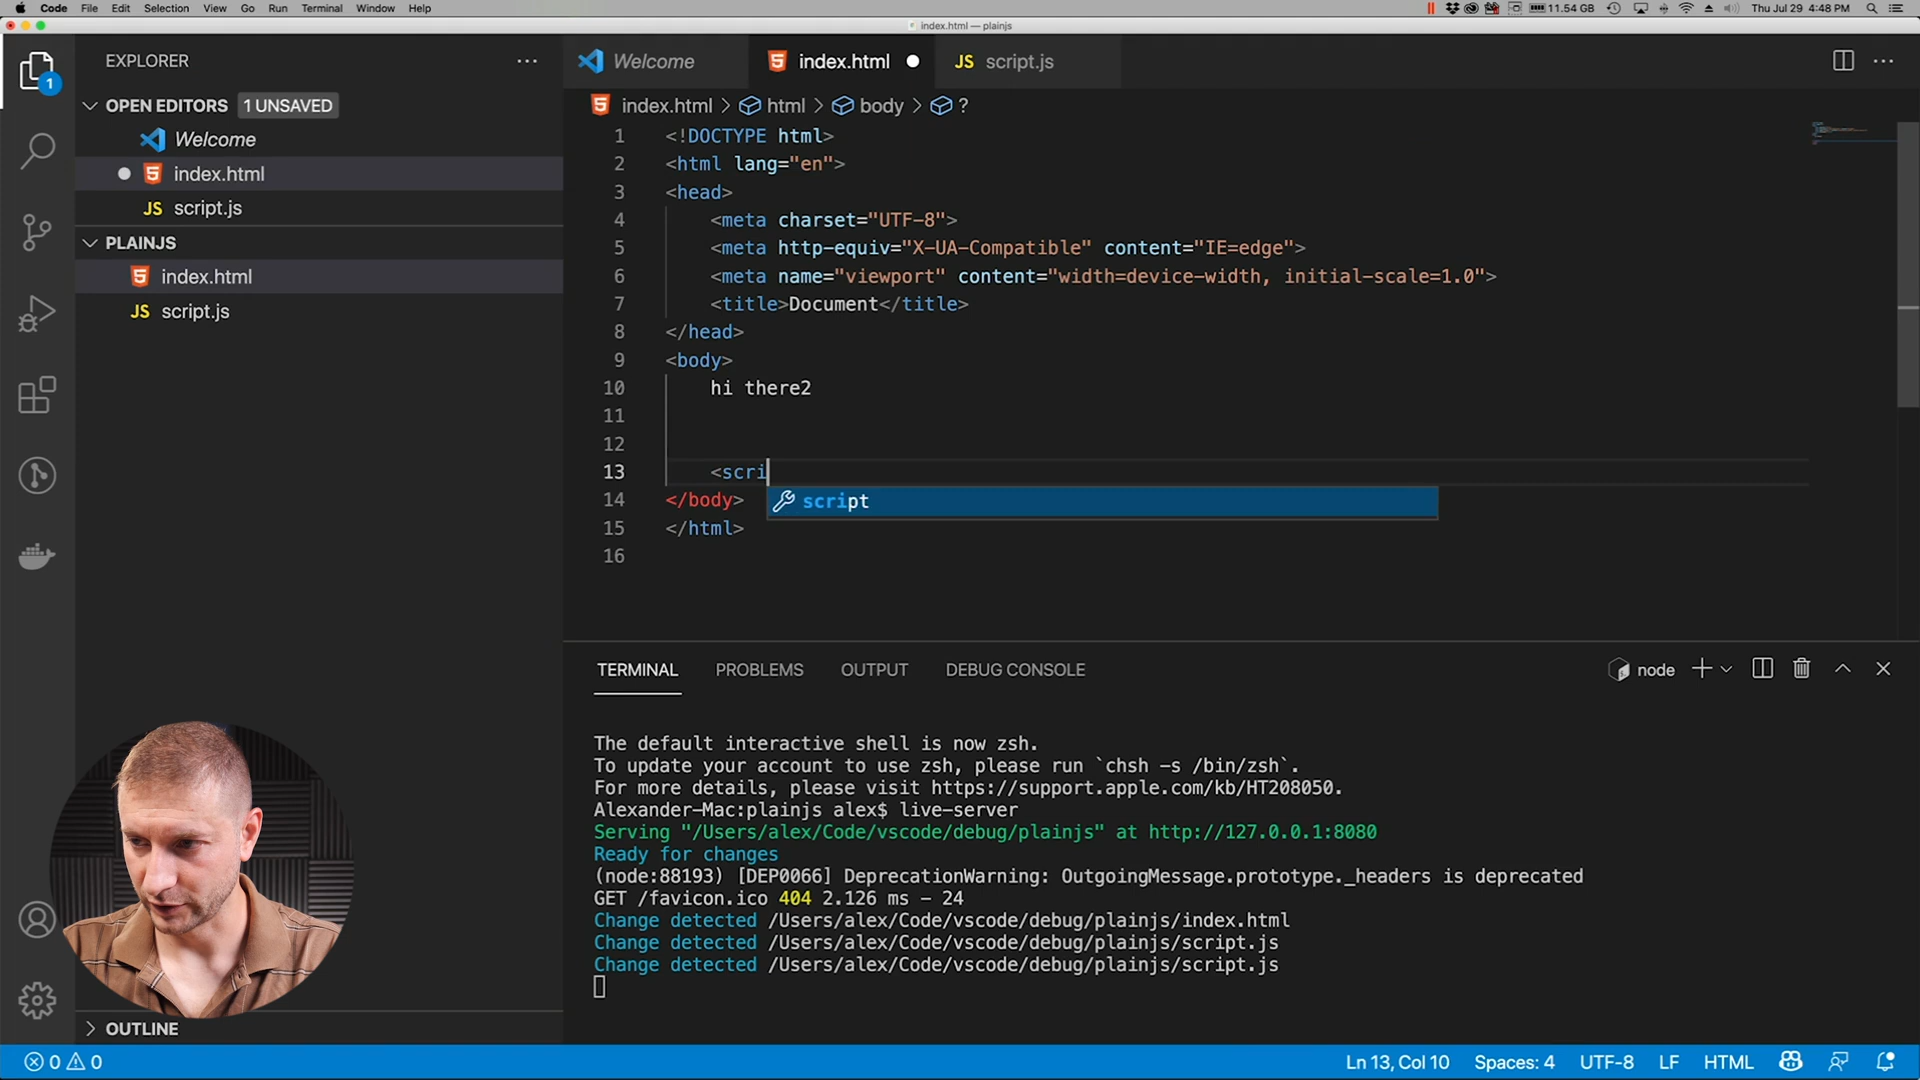 Code File Edit Selection View Go Run Terminal Window Help
11.54 GB Thu Jul 29 4:48 PM
index.html — plainjs
EXPLORER
1
OPEN EDITORS 1 UNSAVED
Welcome
index.html
JS script.js
PLAINJS
index.html
JS script.js
OUTLINE
Welcome
index.html
JS script.js
index.html > html > body > ?
1 <!DOCTYPE html>
2 <html lang="en">
3 <head>
4 <meta charset="UTF-8">
5 <meta http-equiv="X-UA-Compatible" content="IE=edge">
6 <meta name="viewport" content="width=device-width, initial-scale=1.0">
7 <title>Document</title>
8 </head>
9 <body>
10 hi there2
11
12
13 <scri
script
14 </body>
15 </html>
16
TERMINAL PROBLEMS OUTPUT DEBUG CONSOLE
node
The default interactive shell is now zsh.
To update your account to use zsh, please run `chsh -s /bin/zsh`.
For more details, please visit https://support.apple.com/kb/HT208050.
Alexander-Mac:plainjs alex$ live-server
Serving "/Users/alex/Code/vscode/debug/plainjs" at http://127.0.0.1:8080
Ready for changes
(node:88193) [DEP0066] DeprecationWarning: OutgoingMessage.prototype._headers is deprecated
GET /favicon.ico 404 2.126 ms - 24
Change detected /Users/alex/Code/vscode/debug/plainjs/index.html
Change detected /Users/alex/Code/vscode/debug/plainjs/script.js
Change detected /Users/alex/Code/vscode/debug/plainjs/script.js
0 0
Ln 13, Col 10 Spaces: 4 UTF-8 LF HTML